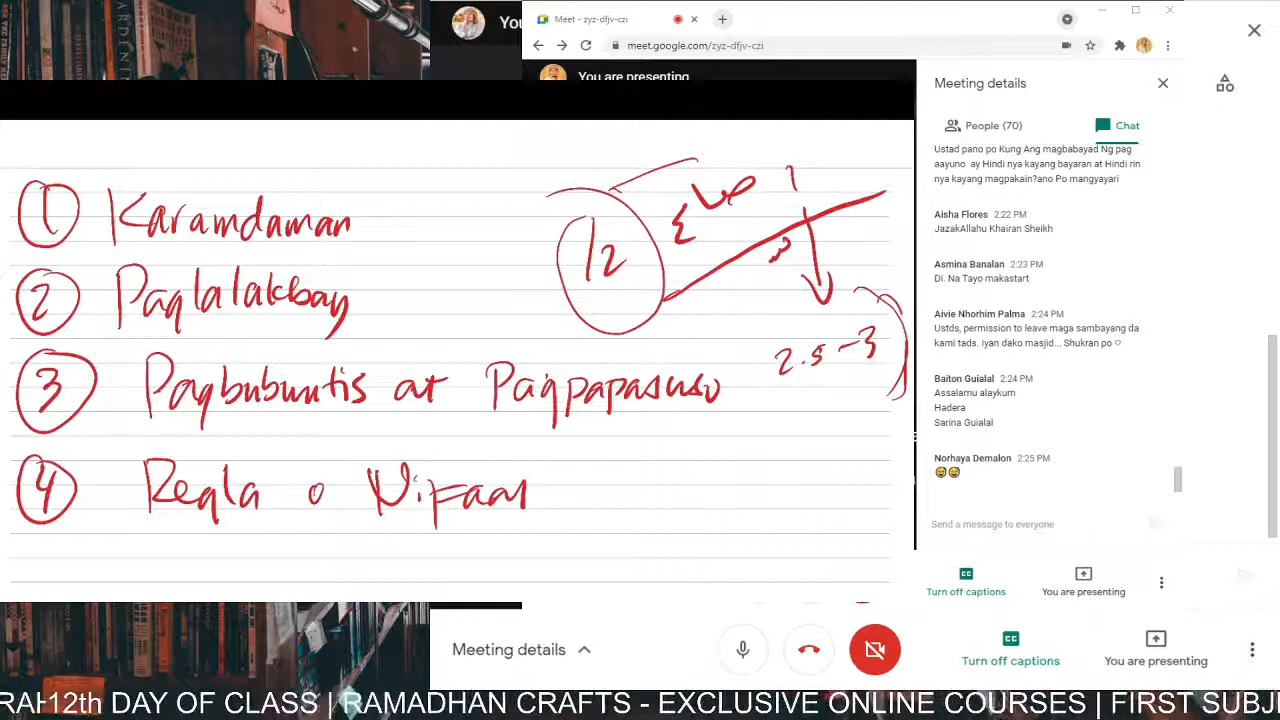 You
Meet - zyz-dfjv-czi
meet.google.com/zyz-dfjv-czi
You are presenting
Meeting details
People (70)
Chat
Ustad pano po Kung Ang magbabayad Ng pag
aayuno ay Hindi nya kayang bayaran at Hindi rin
nya kayang magpakain?ano Po mangyayari
Aisha Flores 2:22 PM
JazakAllahu Khairan Sheikh
Asmina Banalan 2:23 PM
Di. Na Tayo makastart
Aivie Nhorhim Palma 2:24 PM
Ustds, permission to leave maga sambayang da
kami tads. Iyan dako masjid... Shukran po ♡
Baiton Guialal 2:24 PM
Assalamu alaykum
Hadera
Sarina Guialal
Norhaya Demalon 2:25 PM
😅😅
Send a message to everyone
CC
Turn off captions
You are presenting
1 Karamdaman
2 Paglalakbay
3 Pagbubuntis at Pagpapasuso
4 Regla o Nifaas
12
2.5-3
Meeting details
CC
Turn off captions
You are presenting
12th DAY OF CLASS | RAMADHAN CRAFTS - EXCLUSIVE ONLINE COURSES | FIRST SUBJ